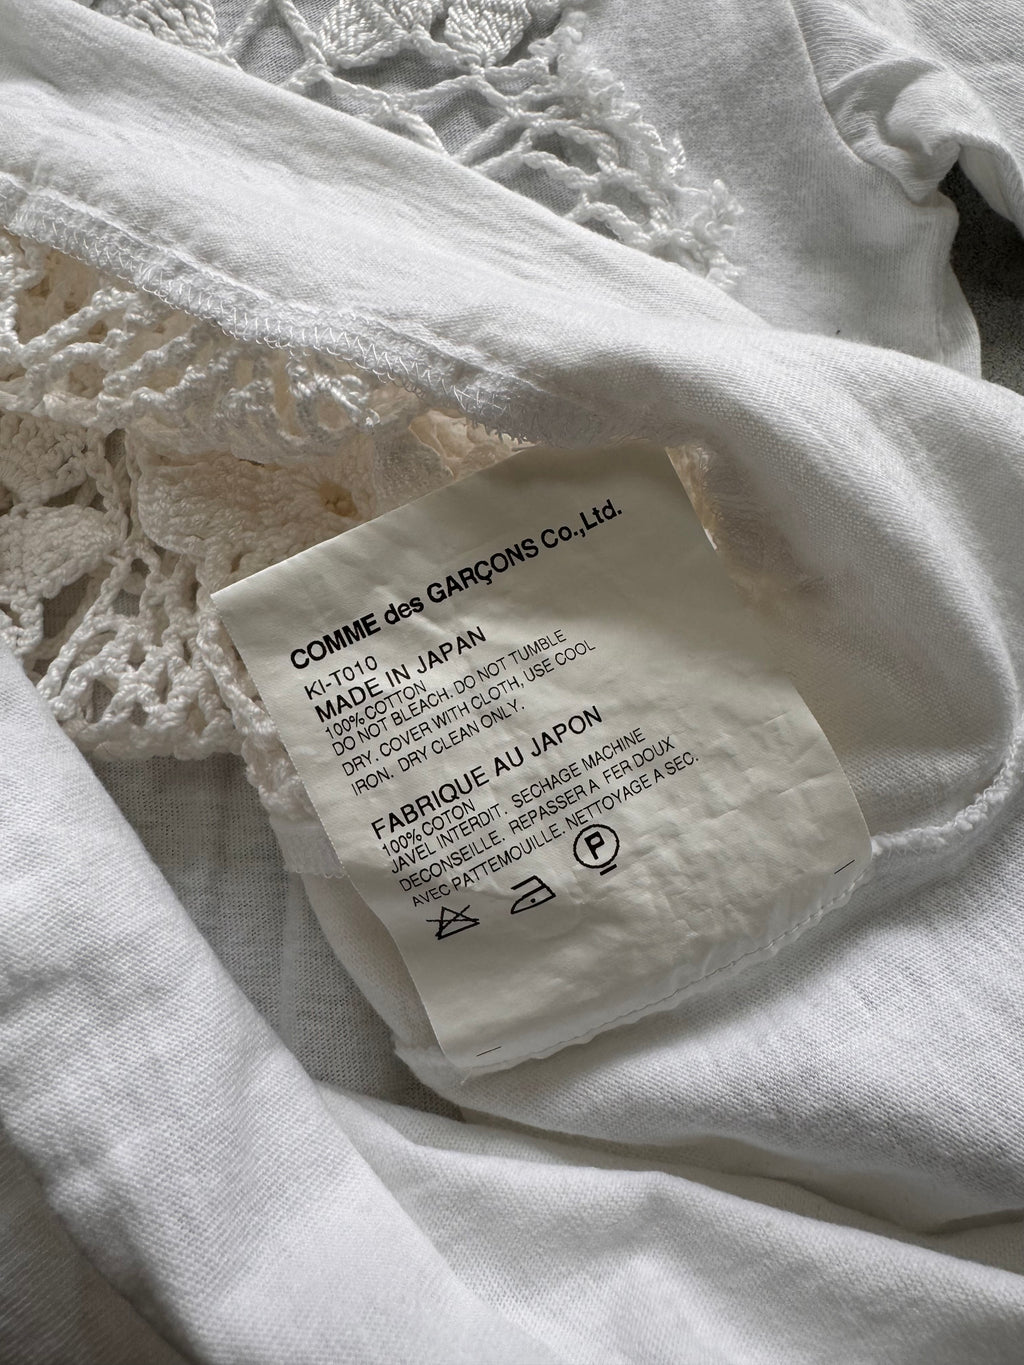 COMME des GARÇONS Co.,Ltd.
KI-T010
MADE IN JAPAN
100% COTTON
DO NOT BLEACH. DO NOT TUMBLE
DRY. COVER WITH CLOTH, USE COOL
IRON. DRY CLEAN ONLY.
FABRIQUE AU JAPON
100% COTON
JAVEL INTERDIT. SECHAGE MACHINE
DECONSEILLE. REPASSER A FER DOUX
AVEC PATTEMOUILLE. NETTOYAGE A SEC.
P